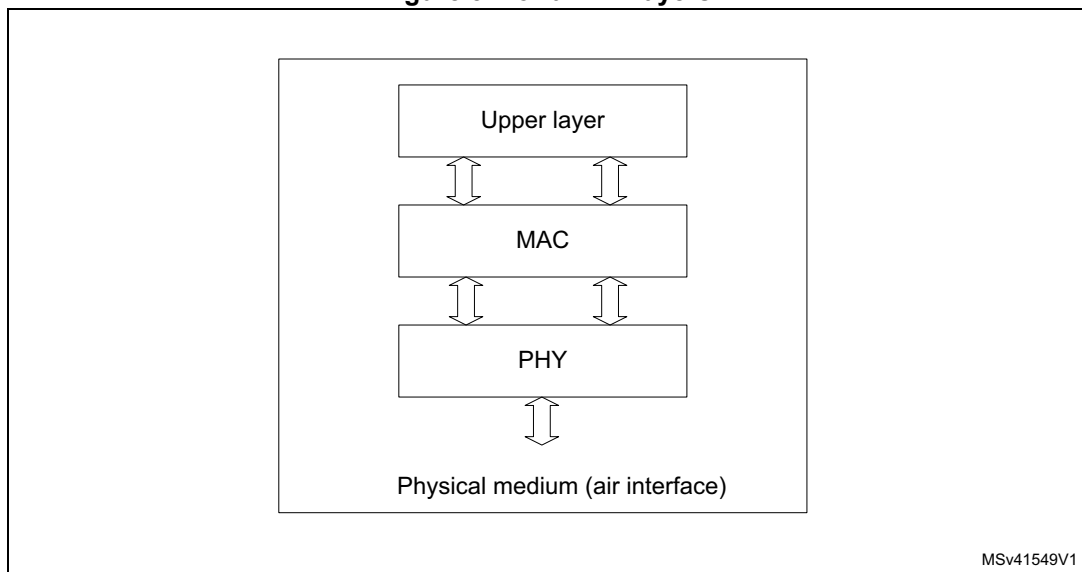 Upper layer
MAC
PHY
Physical medium (air interface)
MSv41549V1